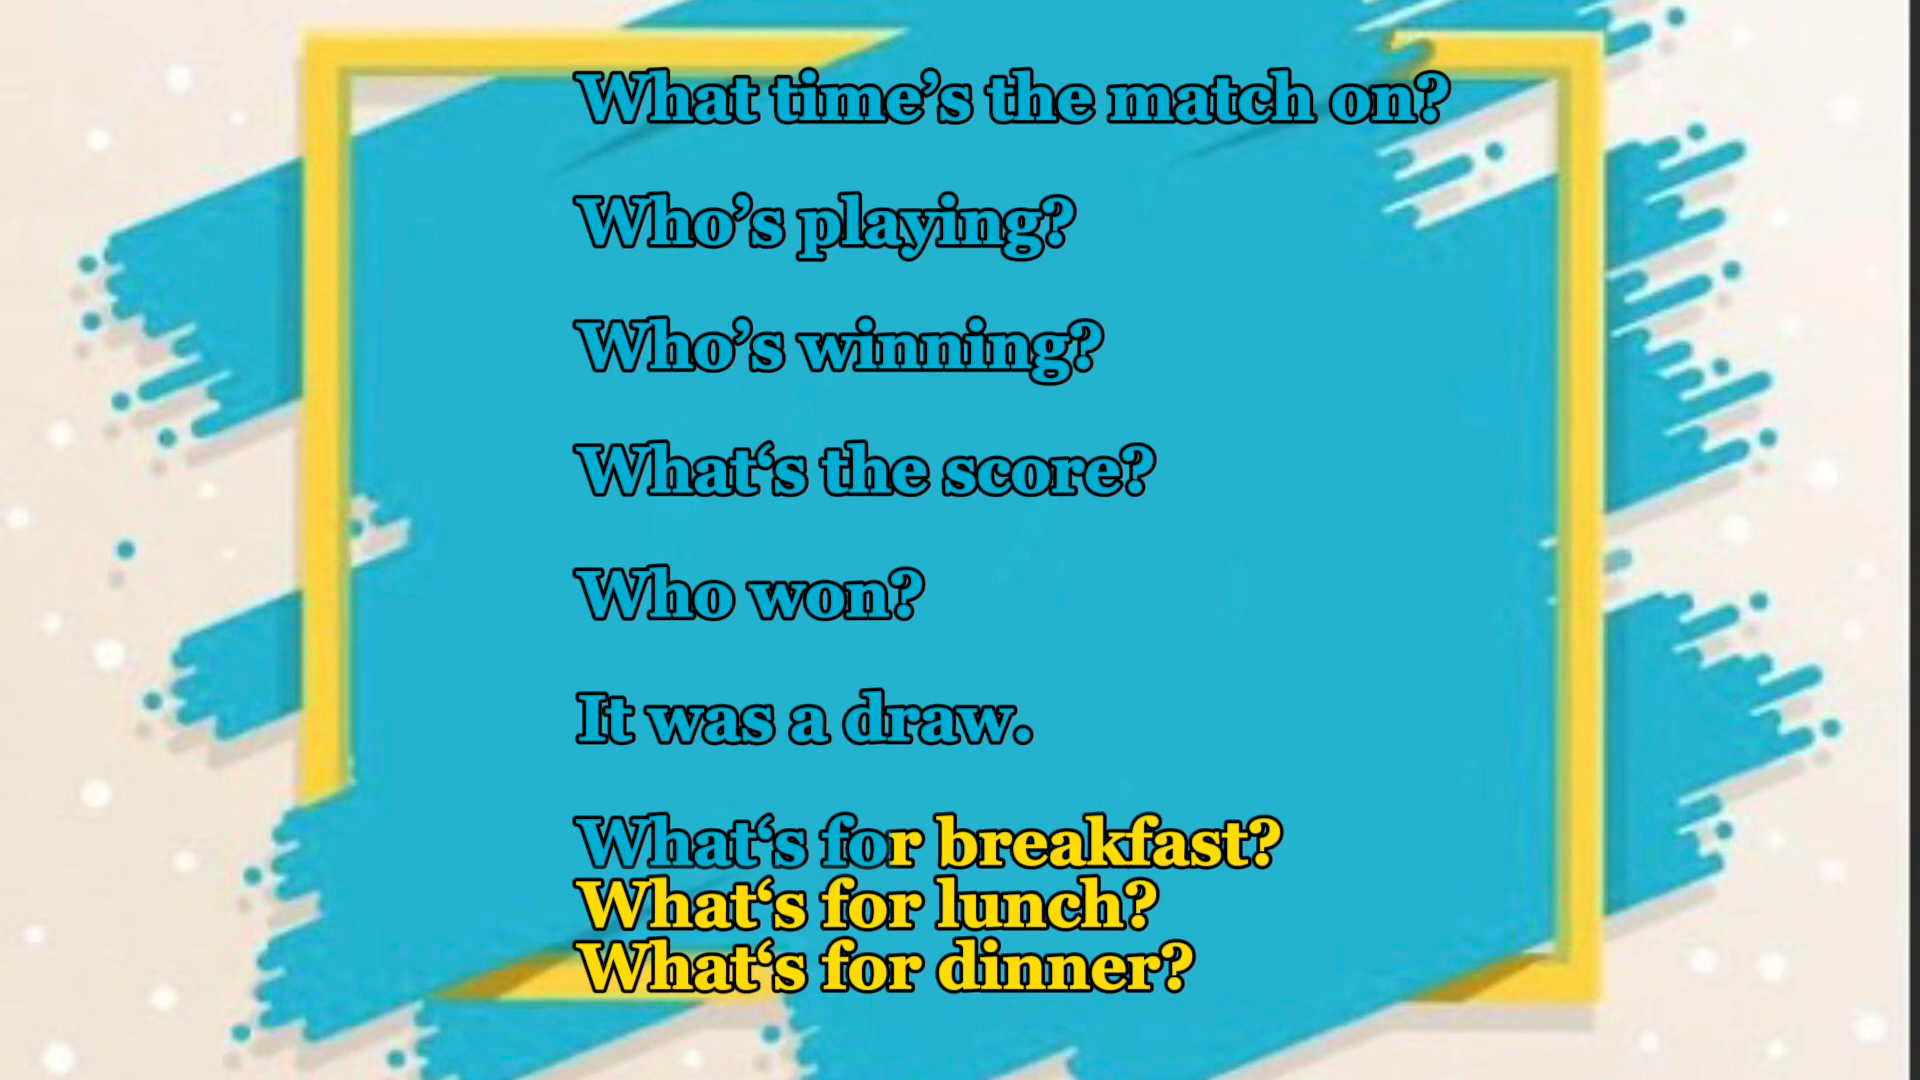 What time’s the match on?
Who’s playing?
Who’s winning?
What‘s the score?
Who won?
It was a draw.
What‘s for breakfast?
What‘s for lunch?
What‘s for dinner?